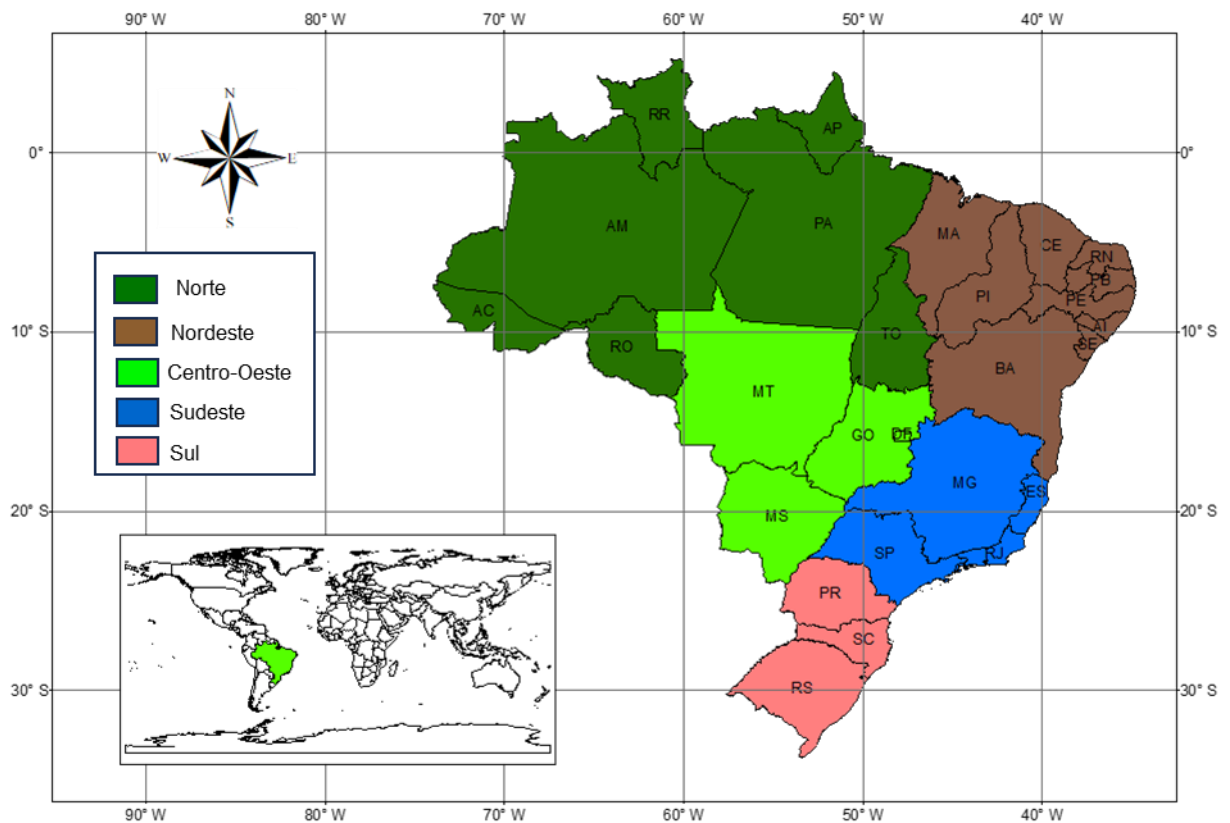 90° W 80° W 70° W 60° W 50° W 40° W
N
W E
S
0° 0°
10° S 10° S
20° S 20° S
30° S 30° S
Norte
Nordeste
Centro-Oeste
Sudeste
Sul
RR
AP
AM
PA
MA
CE
RN
PB
PI
PE
AC
AL
TO
SE
RO
BA
MT
GO
DF
MG
ES
MS
SP
RJ
PR
SC
RS
90° W 80° W 70° W 60° W 50° W 40° W